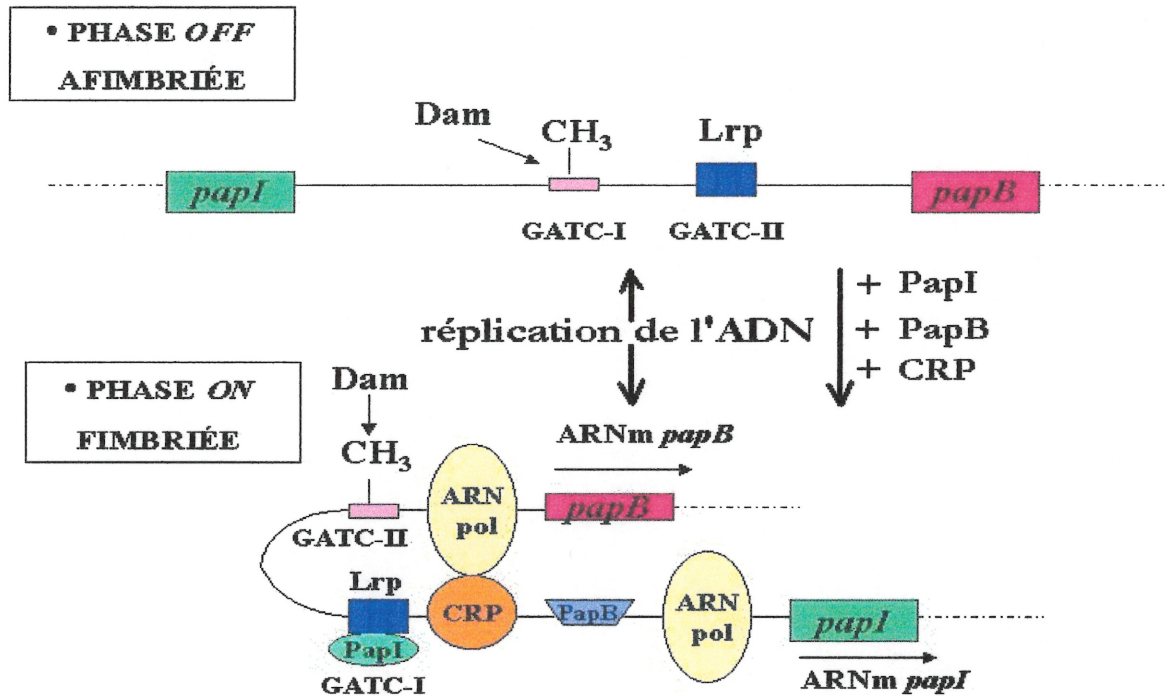 • PHASE OFF
AFIMBRIÉE
Dam
CH₃
Lrp
papI
papB
GATC-I
GATC-II
+ PapI
réplication de l'ADN
+ PapB
+ CRP
• PHASE ON
FIMBRIÉE
Dam
CH₃
ARNm papB
ARN
pol
papB
GATC-II
Lrp
CRP
PapB
ARN
pol
papI
PapI
GATC-I
ARNm papI